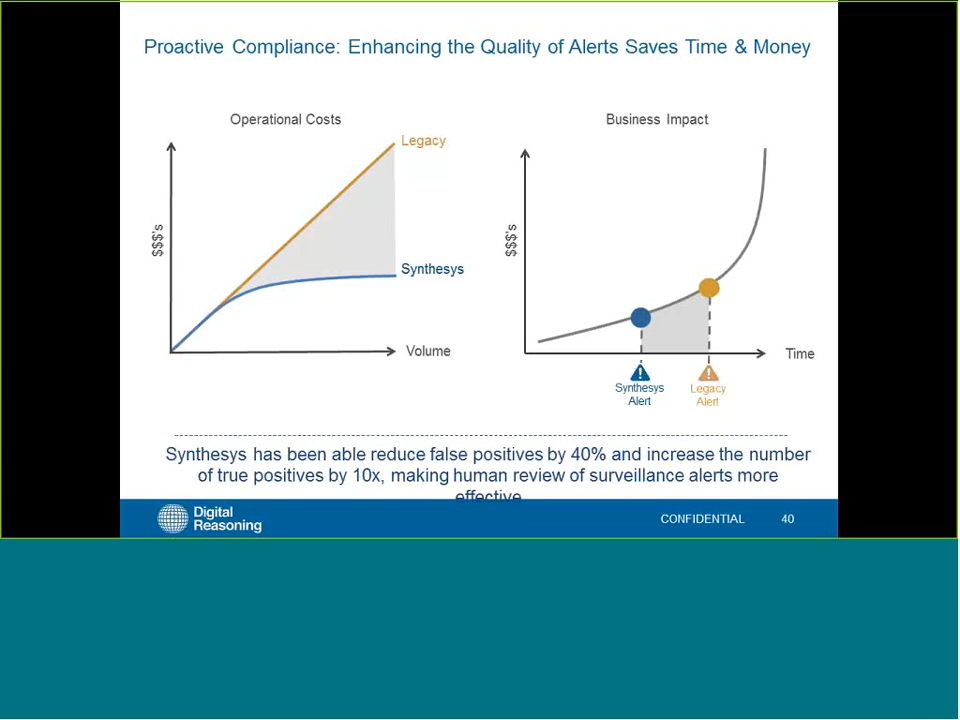 Proactive Compliance: Enhancing the Quality of Alerts Saves Time & Money
Operational Costs
Legacy
$$$'s
Synthesys
Volume
Business Impact
$$$'s
Time
Synthesys
Alert
Legacy
Alert
Synthesys has been able reduce false positives by 40% and increase the number
of true positives by 10x, making human review of surveillance alerts more
effective
Digital
Reasoning
CONFIDENTIAL
40